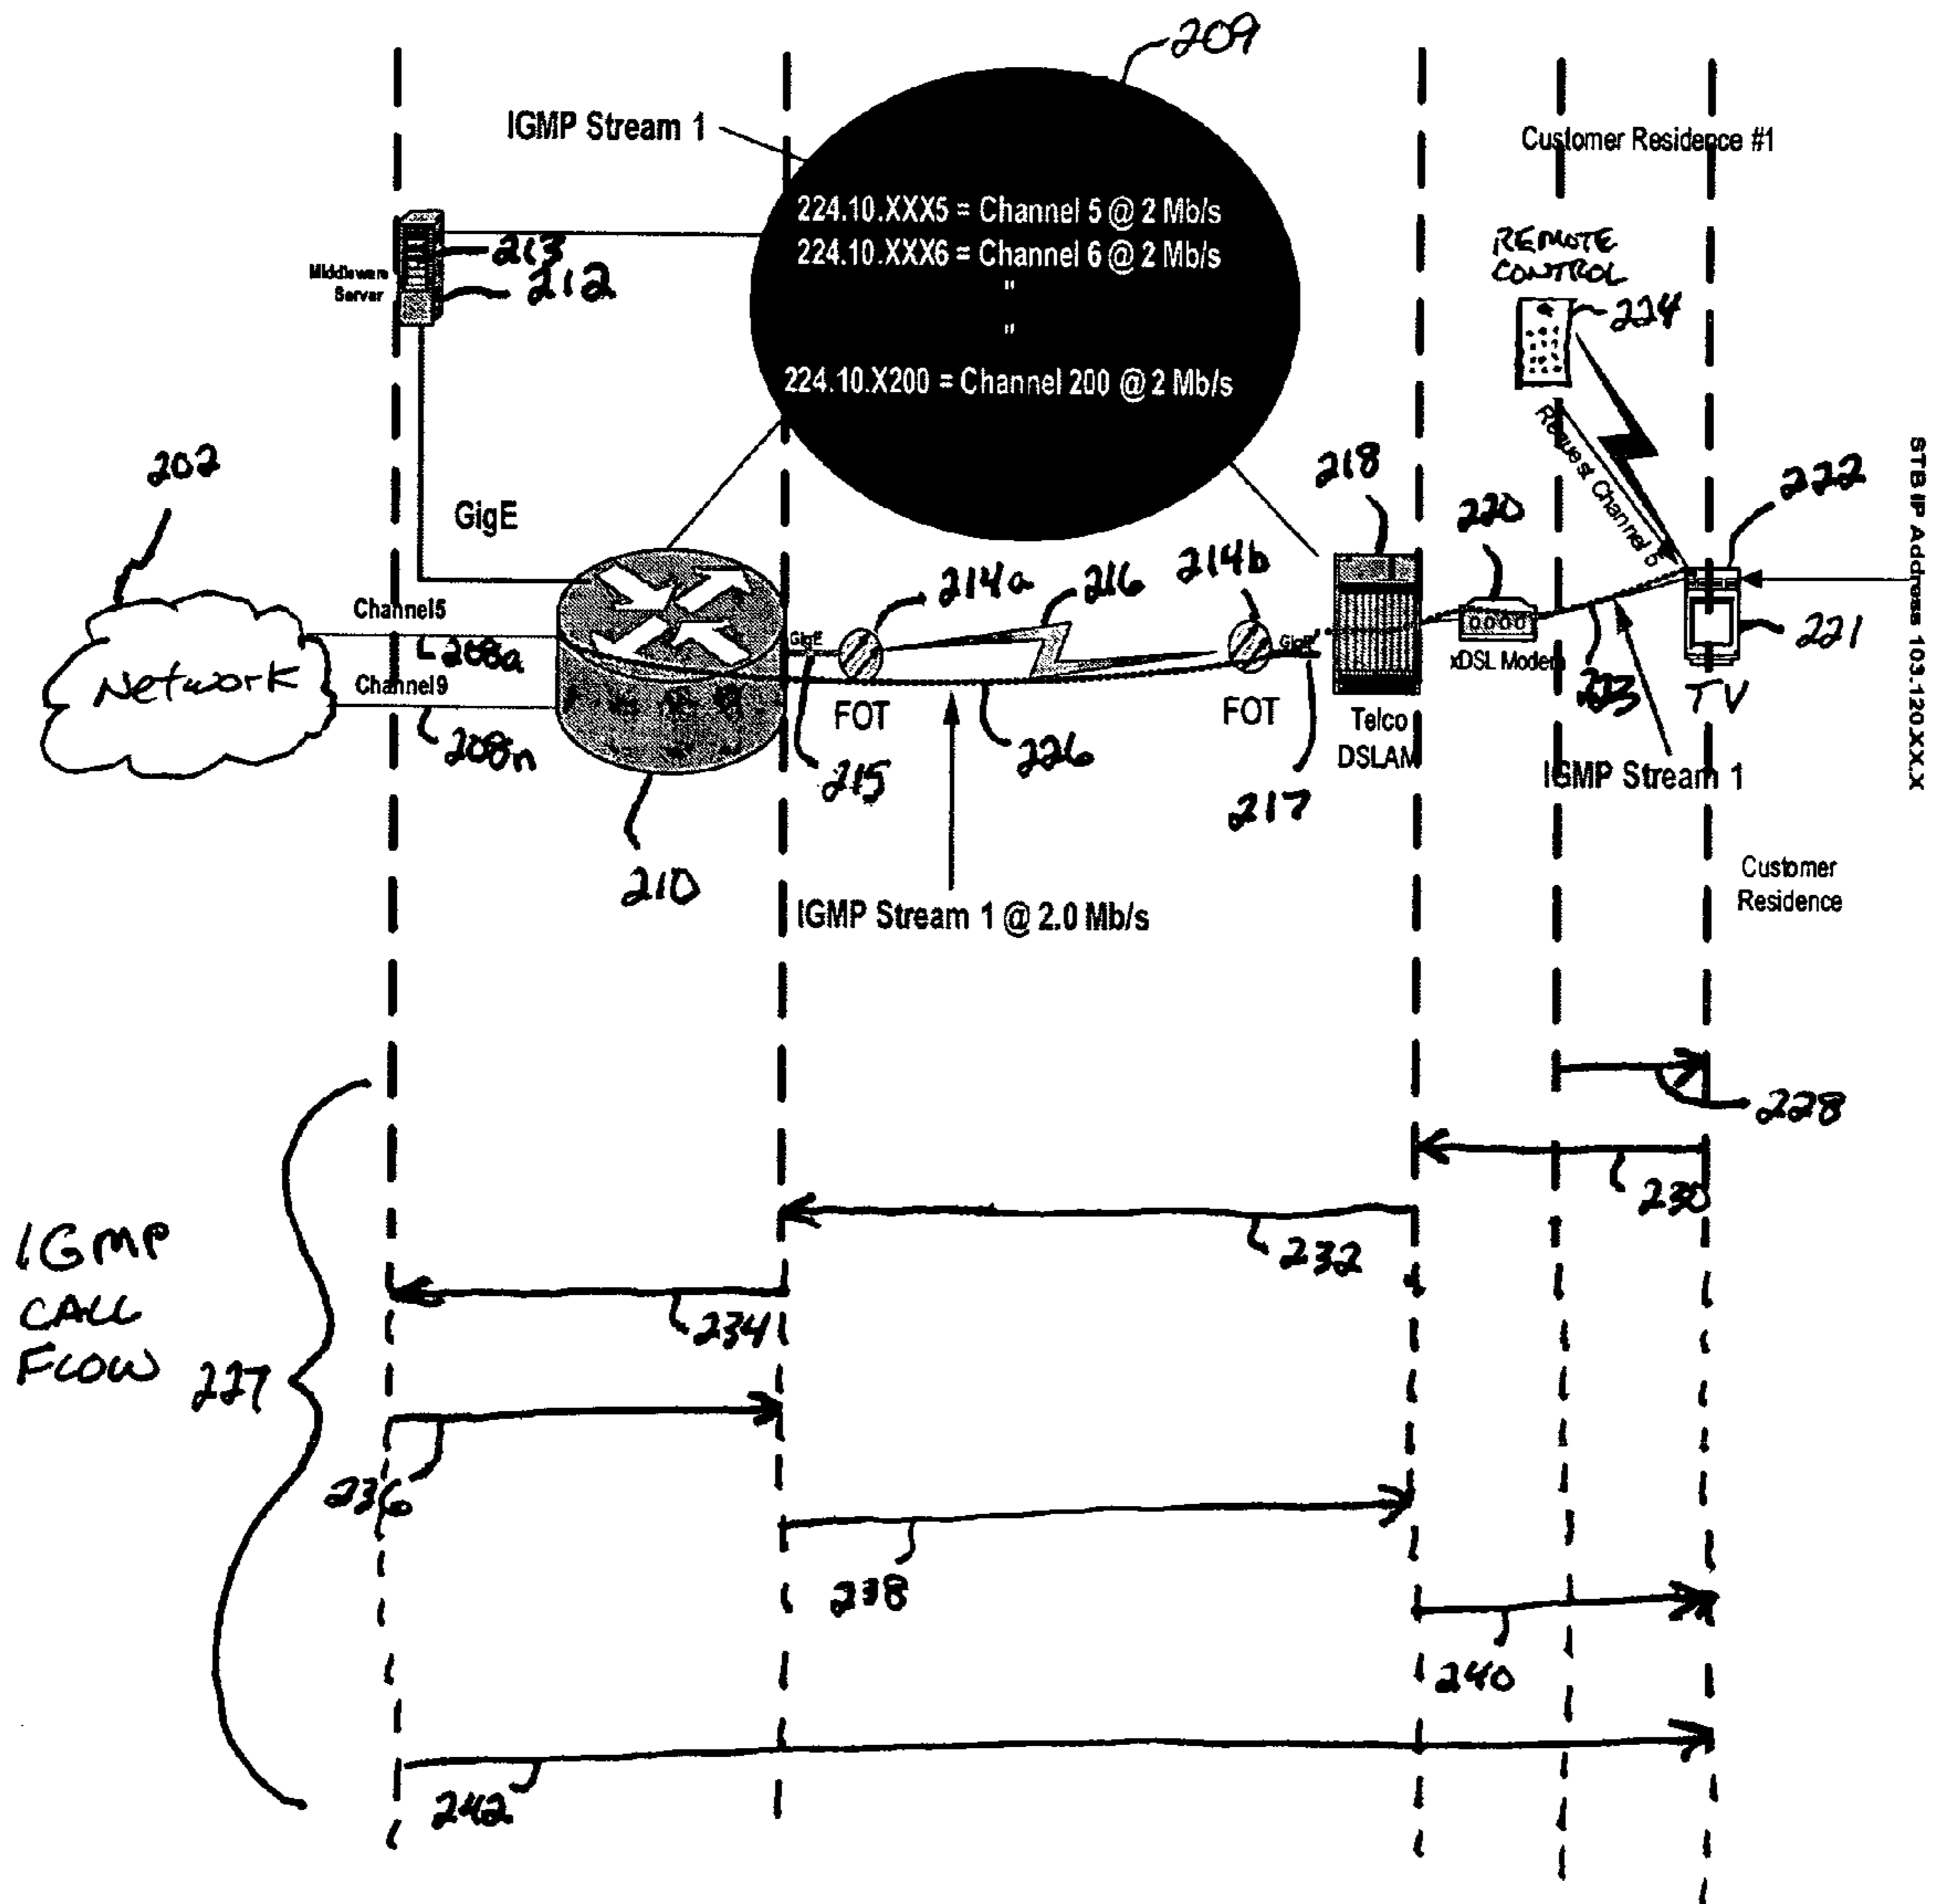 209
IGMP Stream 1
Customer Residence #1
224.10.XXX5 = Channel 5 @ 2 Mb/s
224.10.XXX6 = Channel 6 @ 2 Mb/s
"
"
224.10.X200 = Channel 200 @ 2 Mb/s
213
212
Middleware
Server
REMOTE
CONTROL
224
Request Channel 5
202
GigE
218
220
222
STB IP Address 103.120.XX.X
Network
Channel5
208a
Channel9
208n
214a
216
214b
GigE
GigE
FOT
FOT
215
226
217
Telco
DSLAM
xDSL Modem
223
221
TV
IGMP Stream 1
210
IGMP Stream 1 @ 2.0 Mb/s
Customer
Residence
228
230
232
234
IGMP
CALL
FLOW
227
236
238
240
242